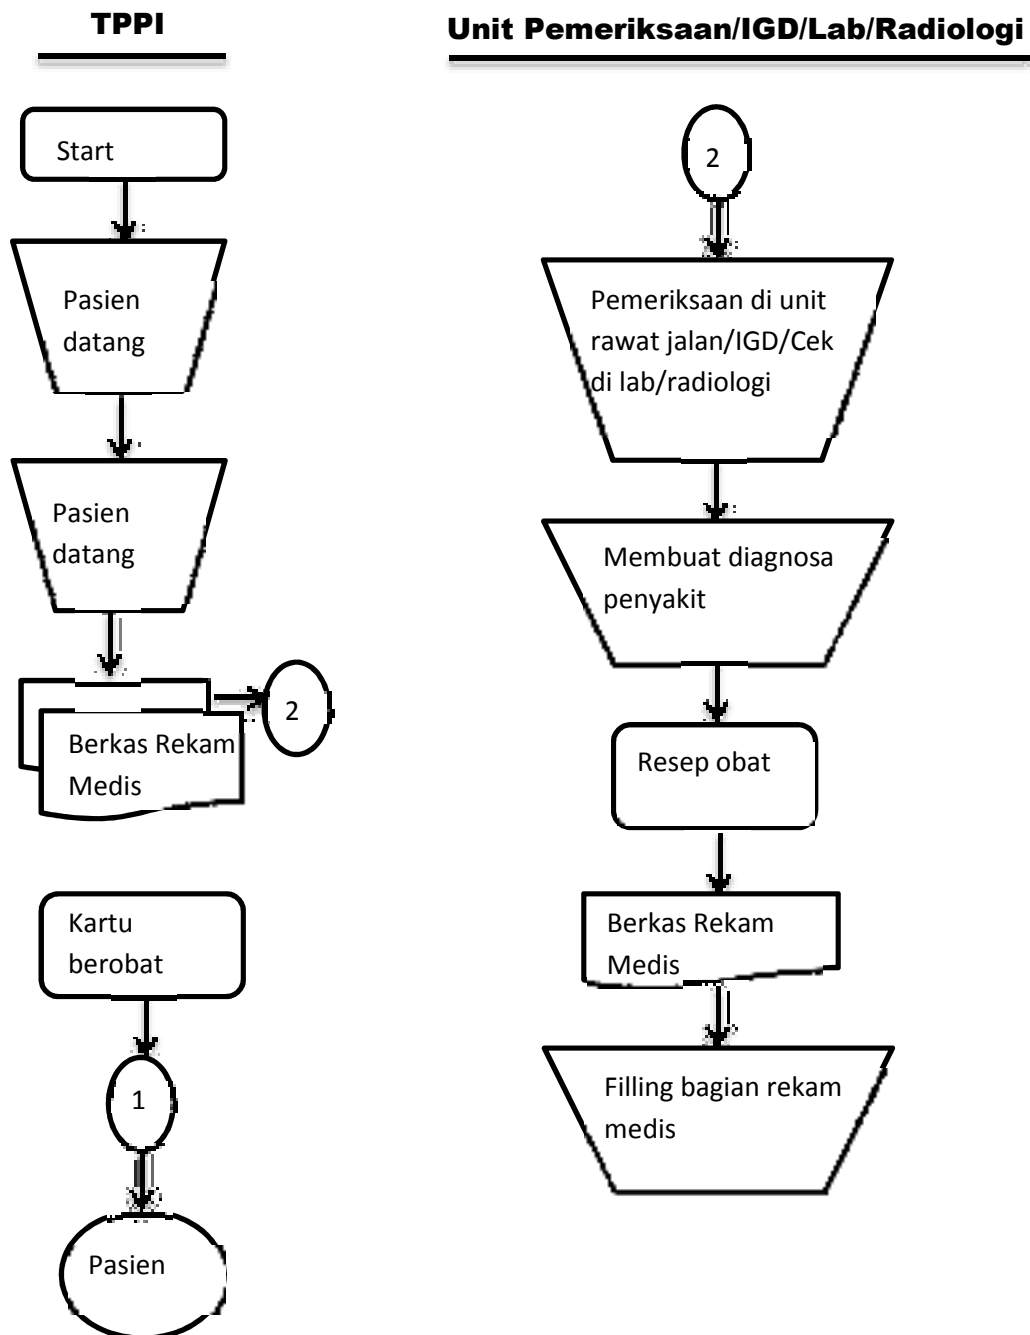 TPPI
Start
Pasien
datang
Pasien
datang
2
Berkas Rekam
Medis
Kartu
berobat
1
Pasien
Unit Pemeriksaan/IGD/Lab/Radiologi
2
Pemeriksaan di unit
rawat jalan/IGD/Cek
di lab/radiologi
Membuat diagnosa
penyakit
Resep obat
Berkas Rekam
Medis
Filling bagian rekam
medis